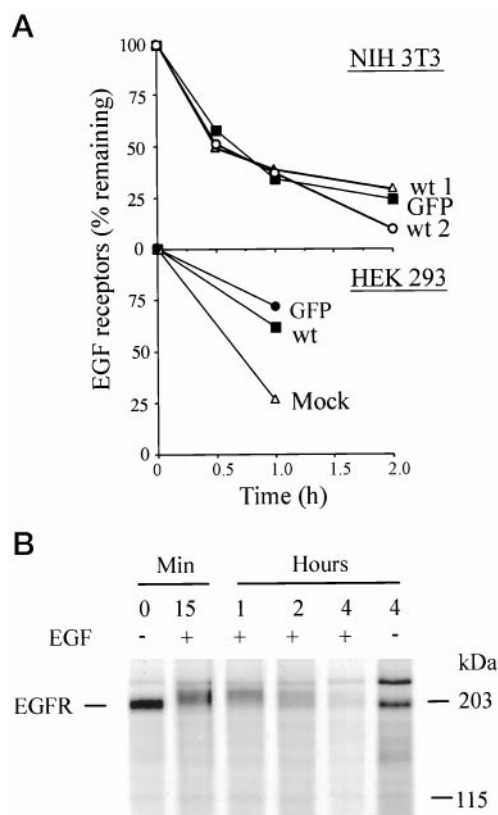 A
NIH 3T3
100
75
50
25
0
wt 1
GFP
wt 2
HEK 293
75
50
25
0
GFP
wt
Mock
EGF receptors (% remaining)
0 0.5 1.0 1.5 2.0
Time (h)
B
Min Hours
0 15 1 2 4 4
EGF - + + + + -
kDa
EGFR — — 203
— 115